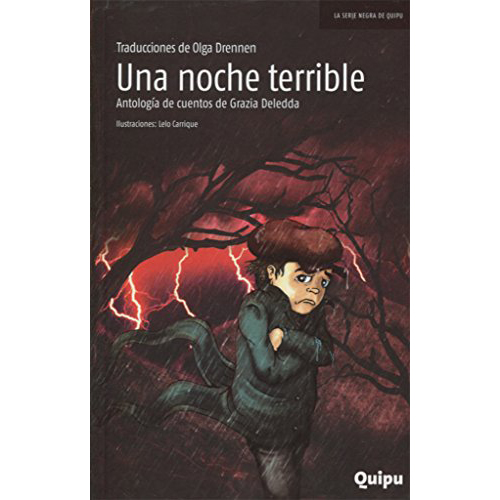 LA SERIE NEGRA DE QUIPU
Traducciones de Olga Drennen
Una noche terrible
Antología de cuentos de Grazia Deledda
Ilustraciones: Lelo Carrique
Quipu